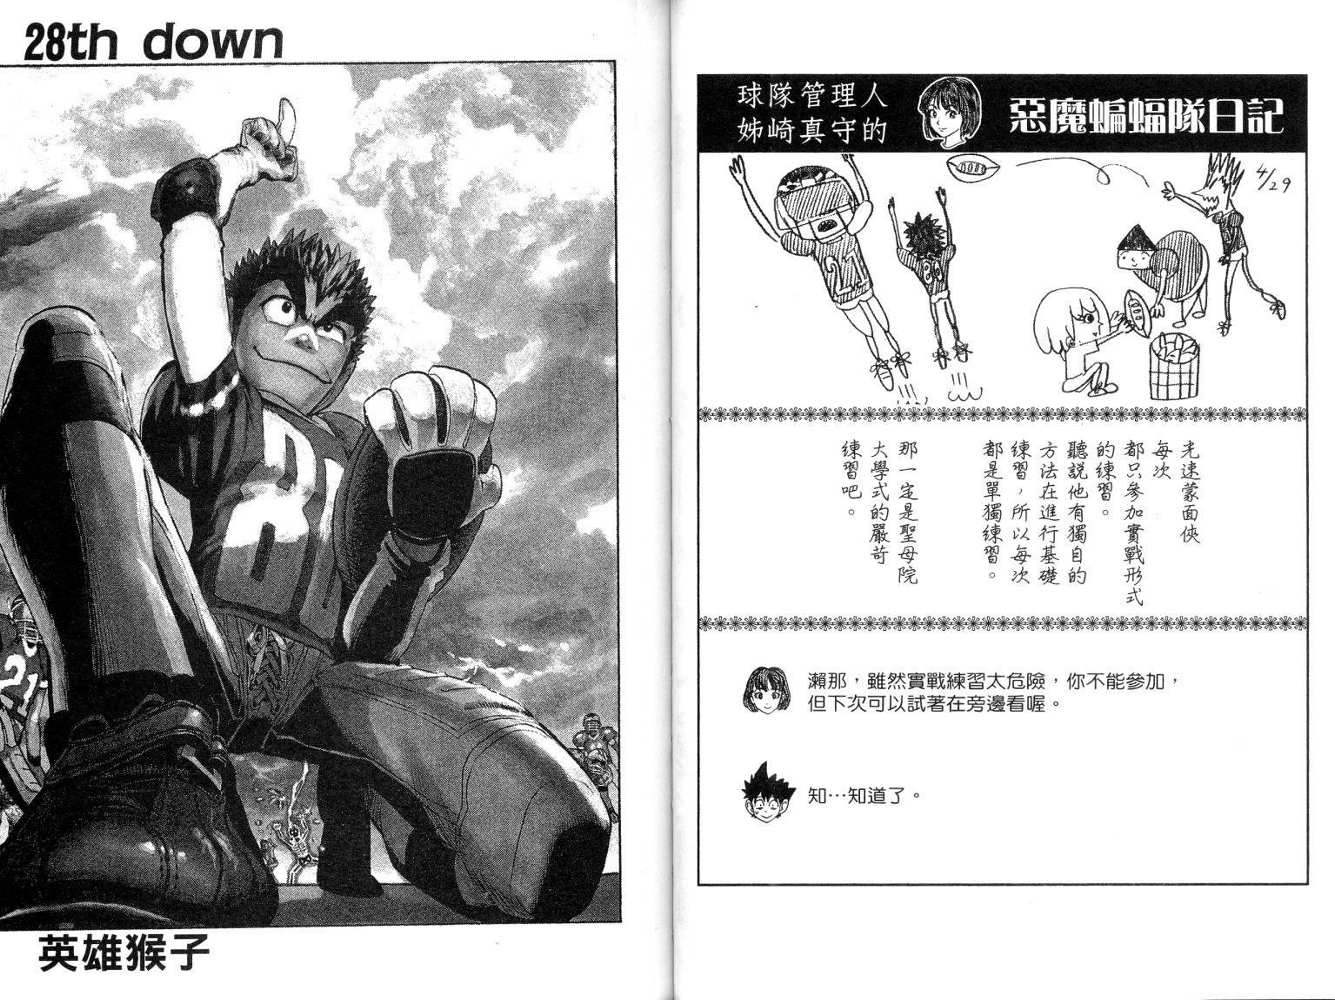 球隊管理人
姊崎真守的
惡魔蝙蝠隊日記
4/29
21
光速蒙面俠
每次
都只參加實戰形式
的練習。
聽說他有獨自的
方法在進行基礎
練習，所以每次
都是單獨練習。
那一定是聖母院
大學式的嚴苛
練習吧。
瀨那，雖然實戰練習太危險，你不能參加，
但下次可以試著在旁邊看喔。
知…知道了。
28th down
21
英雄猴子